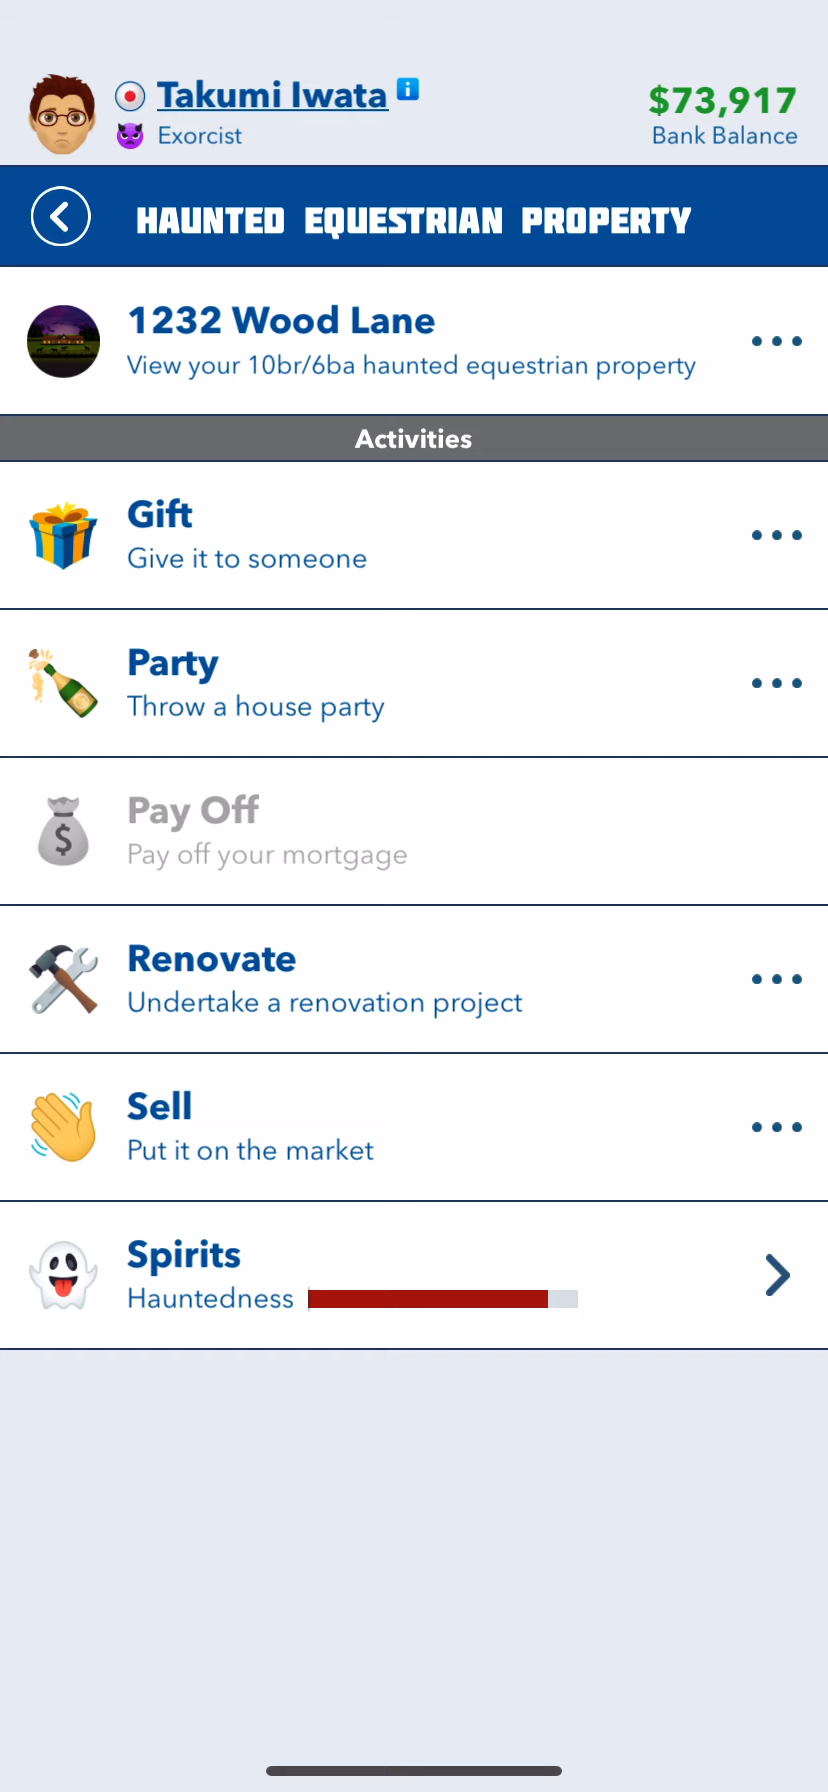 Takumi Iwata
$73,917
Exorcist
Bank Balance
HAUNTED EQUESTRIAN PROPERTY
1232 Wood Lane
View your 10br/6ba haunted equestrian property
Activities
Gift
Give it to someone
Party
Throw a house party
Pay Off
Pay off your mortgage
Renovate
Undertake a renovation project
Sell
Put it on the market
Spirits
Hauntedness